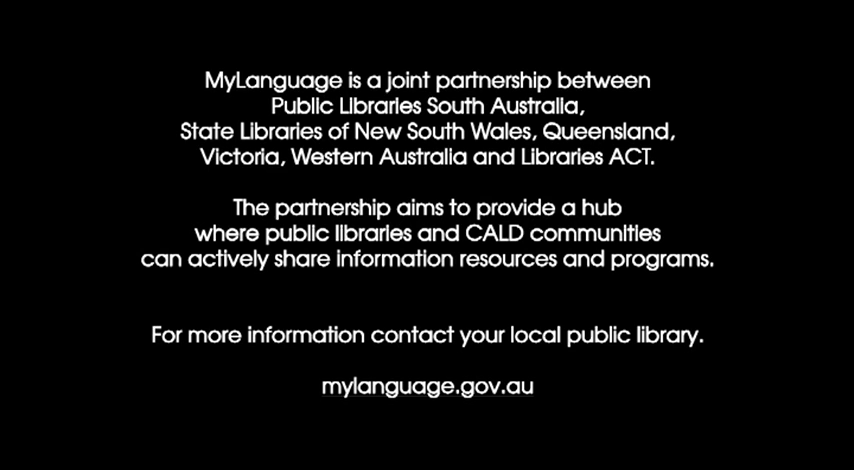 MyLanguage is a joint partnership between
Public Libraries South Australia,
State Libraries of New South Wales, Queensland,
Victoria, Western Australia and Libraries ACT.
The partnership aims to provide a hub
where public libraries and CALD communities
can actively share information resources and programs.
For more information contact your local public library.
mylanguage.gov.au